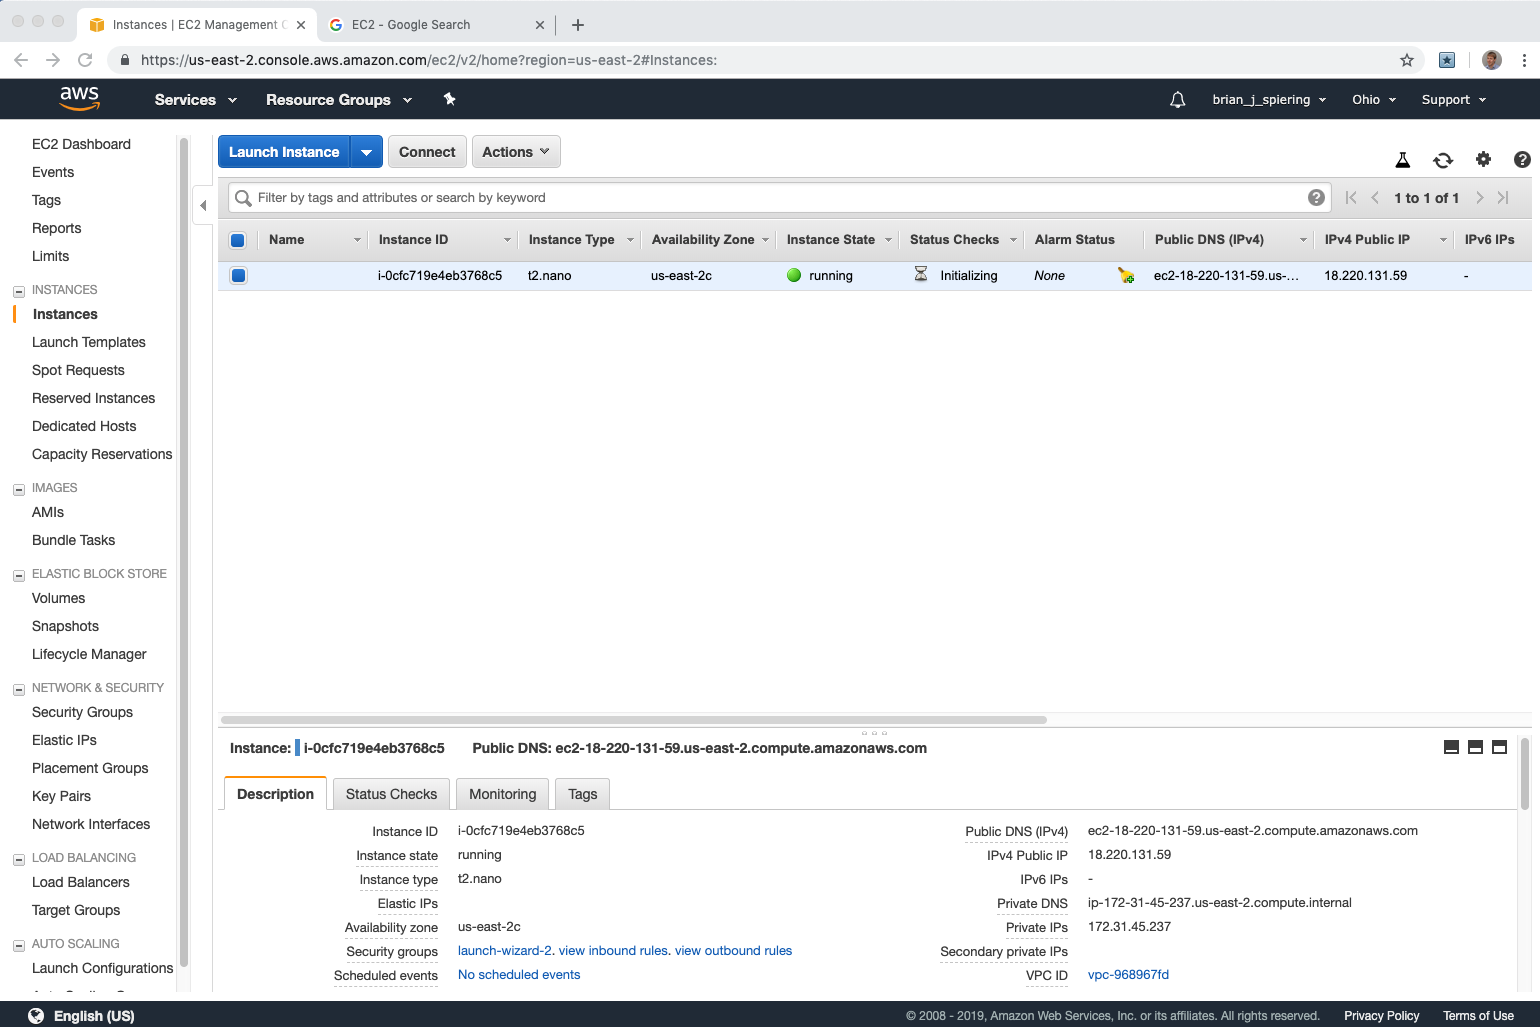 Instances | EC2 Management C
EC2 - Google Search
https://us-east-2.console.aws.amazon.com/ec2/v2/home?region=us-east-2#Instances:
aws
Services
Resource Groups
brian_j_spiering
Ohio
Support
EC2 Dashboard
Events
Tags
Reports
Limits
INSTANCES
Instances
Launch Templates
Spot Requests
Reserved Instances
Dedicated Hosts
Capacity Reservations
IMAGES
AMIs
Bundle Tasks
ELASTIC BLOCK STORE
Volumes
Snapshots
Lifecycle Manager
NETWORK & SECURITY
Security Groups
Elastic IPs
Placement Groups
Key Pairs
Network Interfaces
LOAD BALANCING
Load Balancers
Target Groups
AUTO SCALING
Launch Configurations
Launch Instance
Connect
Actions
Filter by tags and attributes or search by keyword
1 to 1 of 1
Name Instance ID Instance Type Availability Zone Instance State Status Checks Alarm Status Public DNS (IPv4) IPv4 Public IP IPv6 IPs
i-0cfc719e4eb3768c5 t2.nano us-east-2c running Initializing None ec2-18-220-131-59.us-... 18.220.131.59 -
Instance: i-0cfc719e4eb3768c5 Public DNS: ec2-18-220-131-59.us-east-2.compute.amazonaws.com
Description
Status Checks
Monitoring
Tags
Instance ID i-0cfc719e4eb3768c5
Instance state running
Instance type t2.nano
Elastic IPs
Availability zone us-east-2c
Security groups launch-wizard-2. view inbound rules. view outbound rules
Scheduled events No scheduled events
Public DNS (IPv4) ec2-18-220-131-59.us-east-2.compute.amazonaws.com
IPv4 Public IP 18.220.131.59
IPv6 IPs -
Private DNS ip-172-31-45-237.us-east-2.compute.internal
Private IPs 172.31.45.237
Secondary private IPs
VPC ID vpc-968967fd
English (US)
© 2008 - 2019, Amazon Web Services, Inc. or its affiliates. All rights reserved.
Privacy Policy
Terms of Use